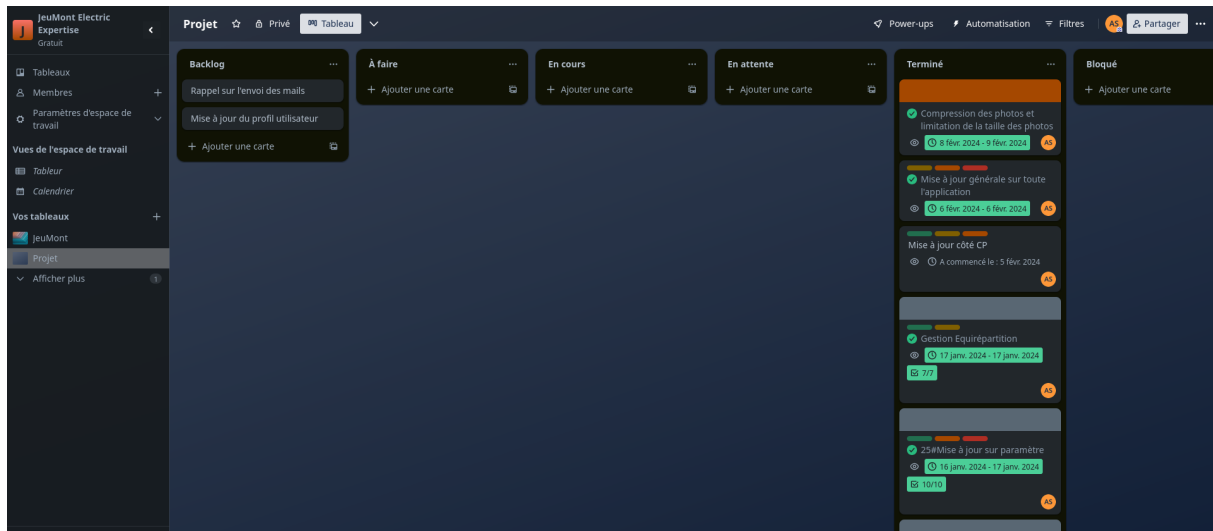 JeuMont Electric
Expertise
Gratuit
J
Tableaux
Membres
Paramètres d'espace de
travail
Vues de l'espace de travail
Tableur
Calendrier
Vos tableaux
JeuMont
Projet
Afficher plus
1
Projet
Privé
Tableau
Power-ups
Automatisation
Filtres
AS
Partager
Backlog
Rappel sur l'envoi des mails
Mise à jour du profil utilisateur
Ajouter une carte
À faire
Ajouter une carte
En cours
Ajouter une carte
En attente
Ajouter une carte
Terminé
Compression des photos et
limitation de la taille des photos
8 févr. 2024 - 9 févr. 2024
AS
Mise à jour générale sur toute
l'application
6 févr. 2024 - 6 févr. 2024
AS
Mise à jour côté CP
A commencé le : 5 févr. 2024
AS
Gestion Equirépartition
17 janv. 2024 - 17 janv. 2024
7/7
AS
25#Mise à jour sur paramètre
16 janv. 2024 - 17 janv. 2024
10/10
AS
Bloqué
Ajouter une carte